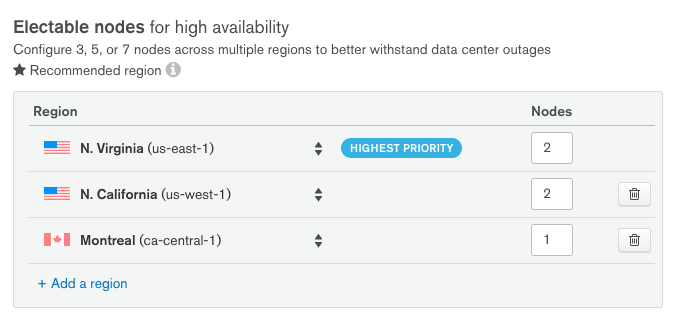 Electable nodes for high availability
Configure 3, 5, or 7 nodes across multiple regions to better withstand data center outages
★ Recommended region i
Region Nodes
N. Virginia (us-east-1) HIGHEST PRIORITY 2
N. California (us-west-1) 2
Montreal (ca-central-1) 1
+ Add a region